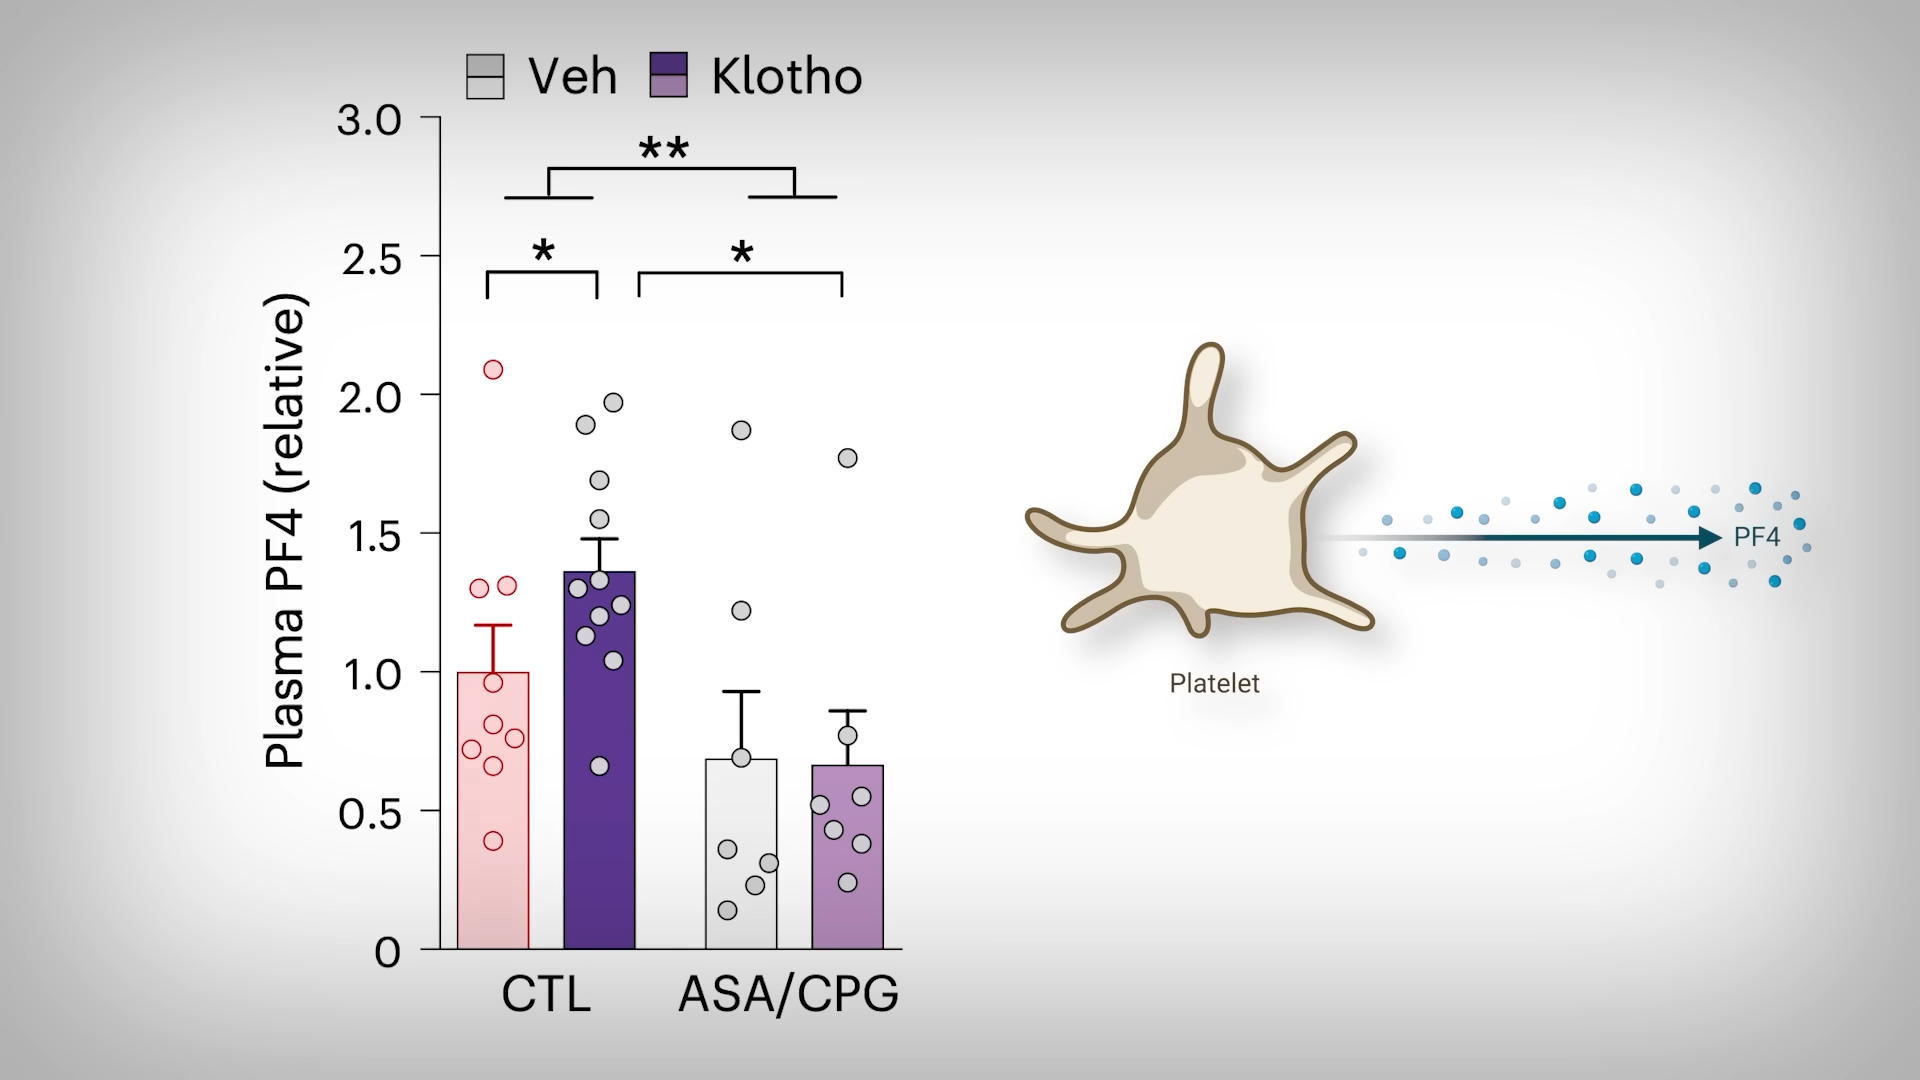 Veh
Klotho
3.0
2.5
2.0
1.5
1.0
0.5
0
Plasma PF4 (relative)
**
*
*
CTL
ASA/CPG
PF4
Platelet